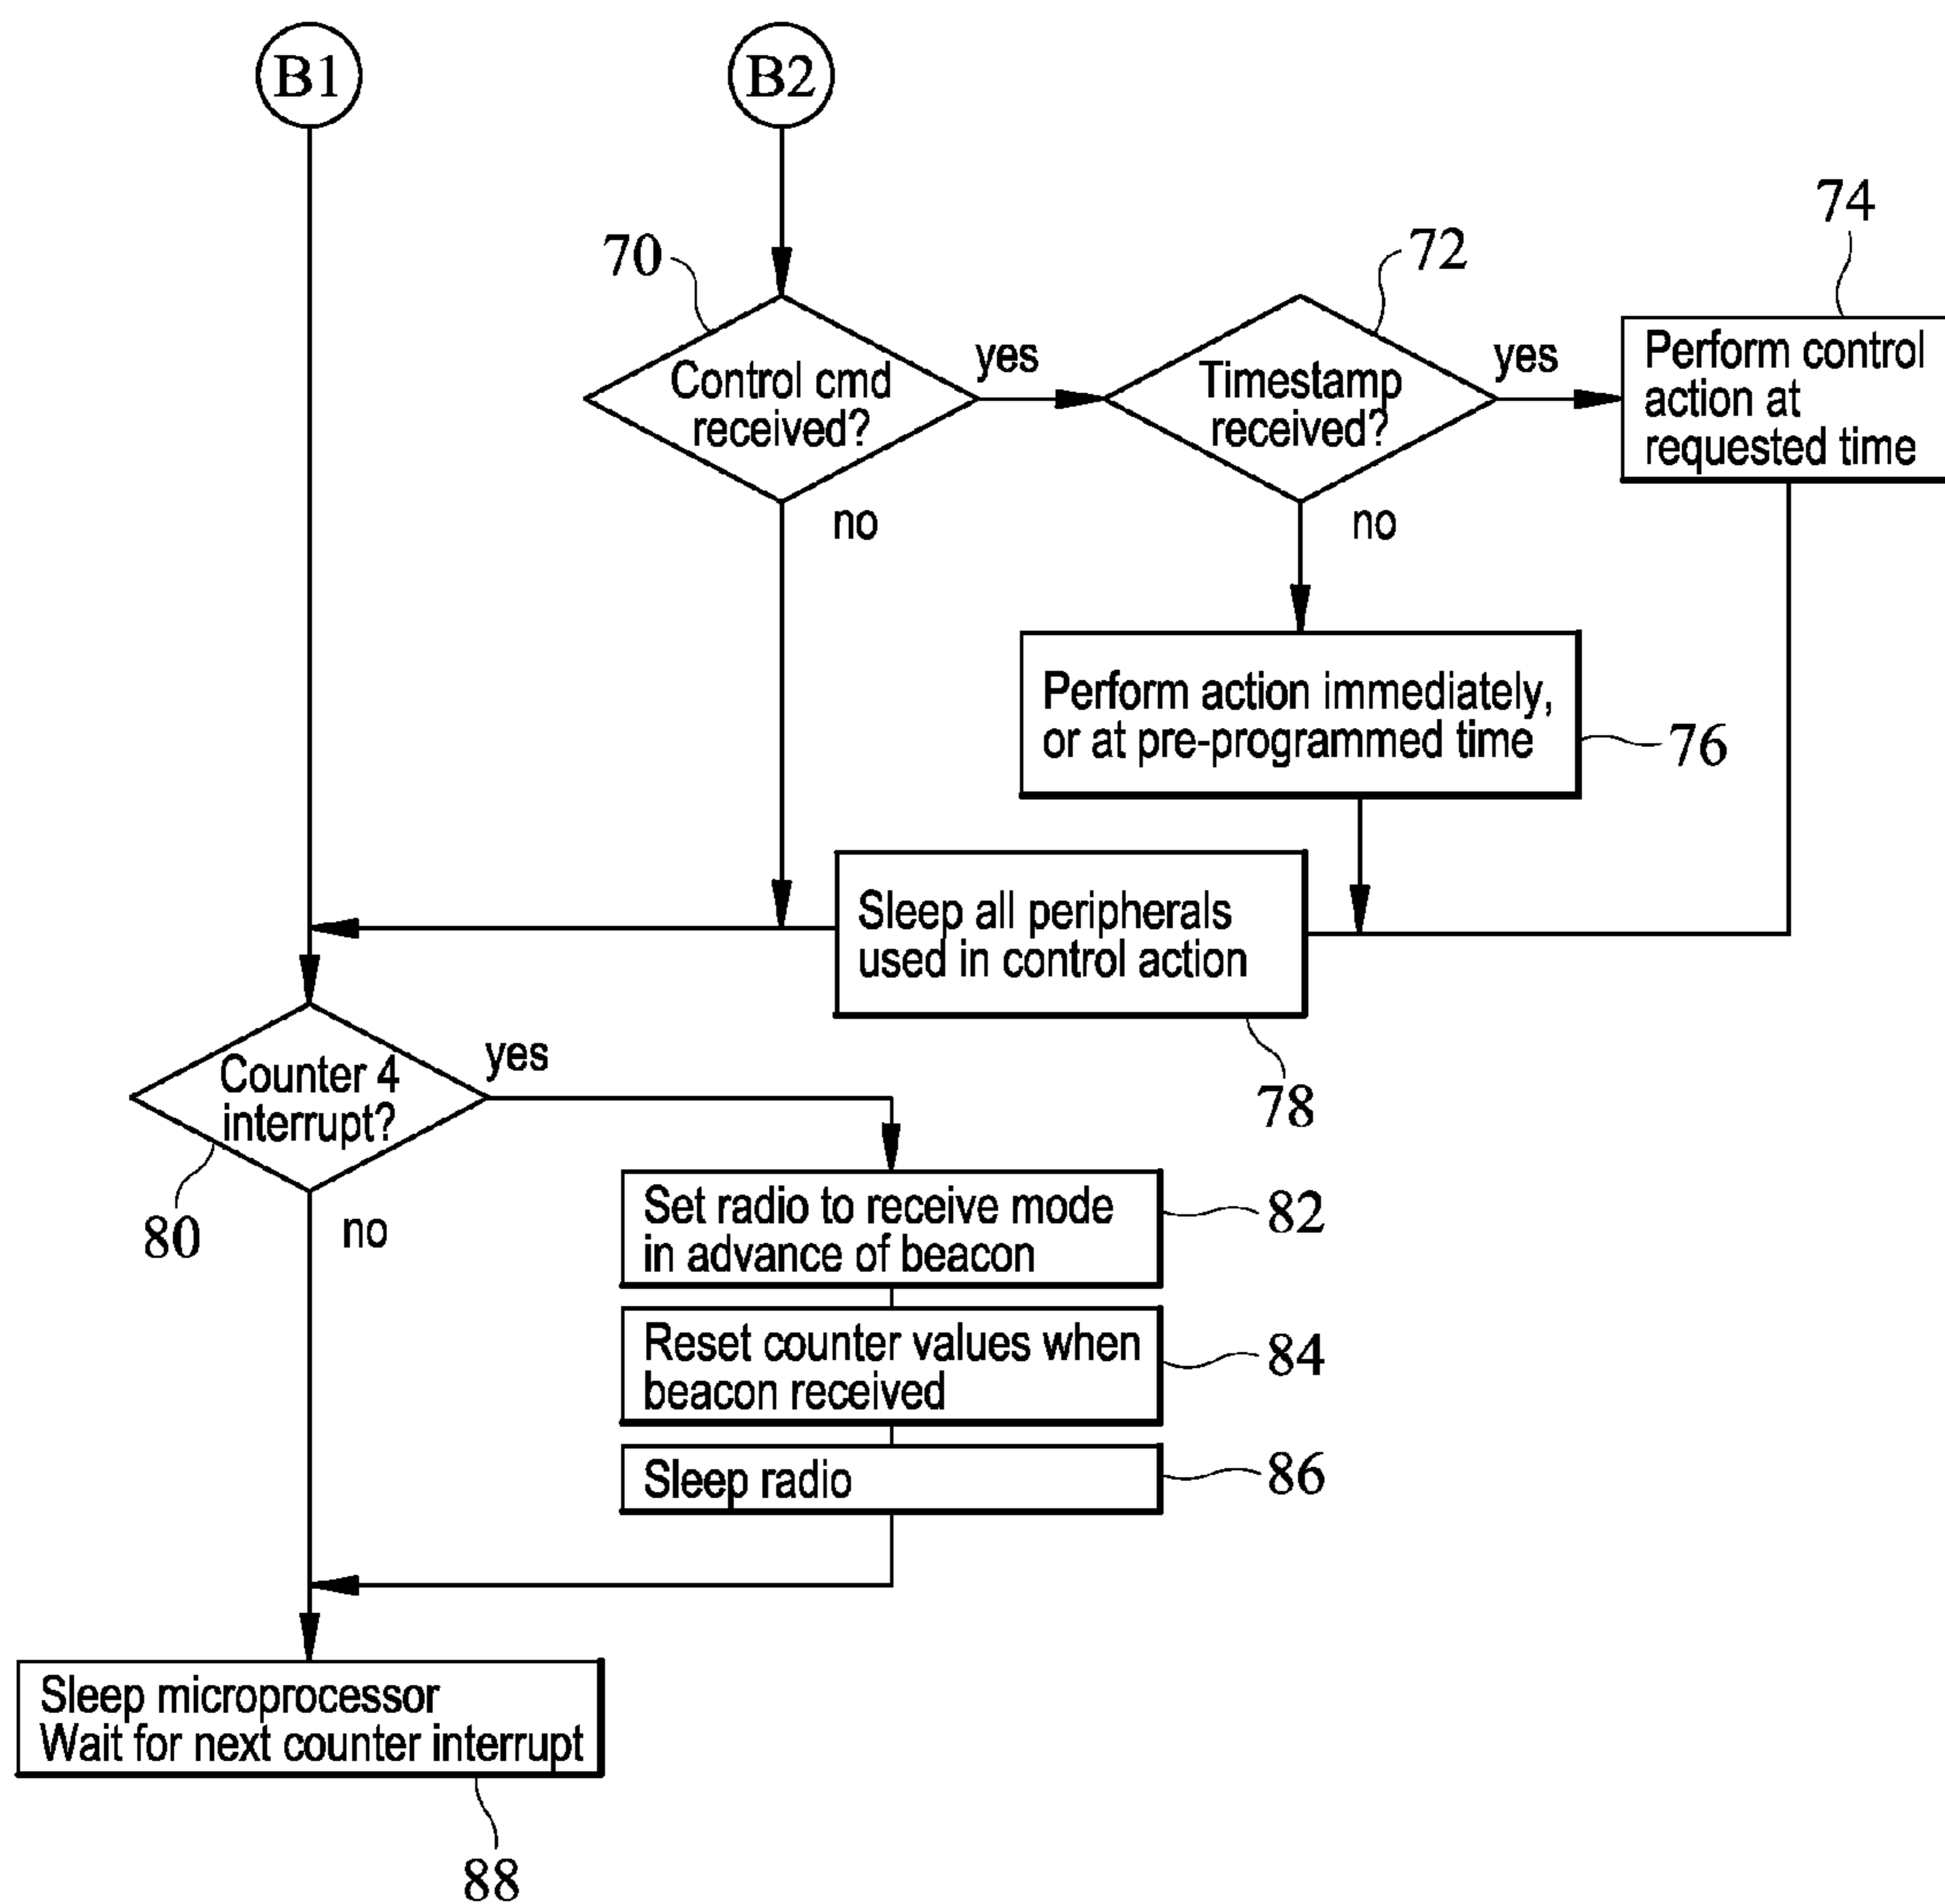 B1
B2
70
72
74
Control cmd
received?
yes
Timestamp
received?
yes
Perform control
action at
requested time
no
no
Perform action immediately,
or at pre-programmed time
76
Sleep all peripherals
used in control action
78
Counter 4
interrupt?
yes
80
no
Set radio to receive mode
in advance of beacon
82
Reset counter values when
beacon received
84
Sleep radio
86
Sleep microprocessor
Wait for next counter interrupt
88